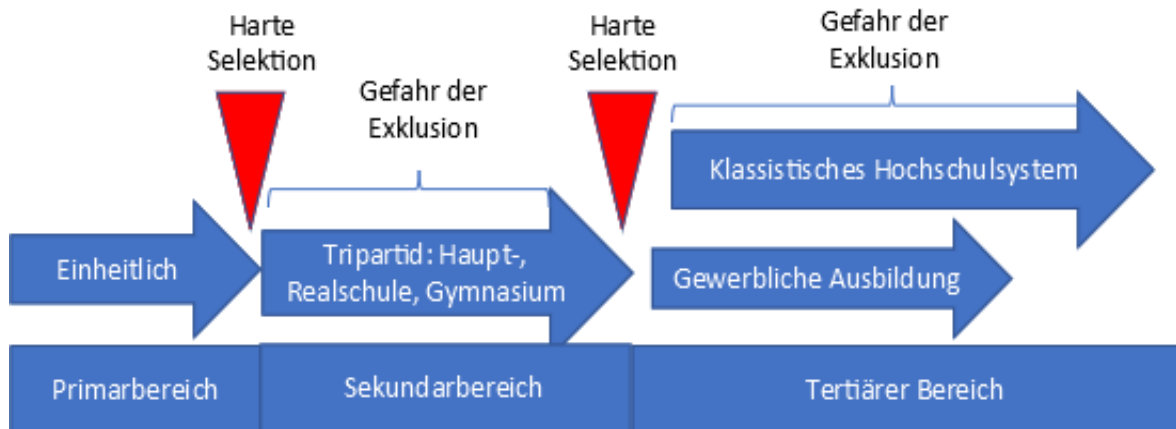 Harte
Selektion
Gefahr der
Exklusion
Harte
Selektion
Gefahr der
Exklusion
Klassistisches Hochschulsystem
Einheitlich
Tripartid: Haupt-,
Realschule, Gymnasium
Gewerbliche Ausbildung
Primarbereich
Sekundarbereich
Tertiärer Bereich